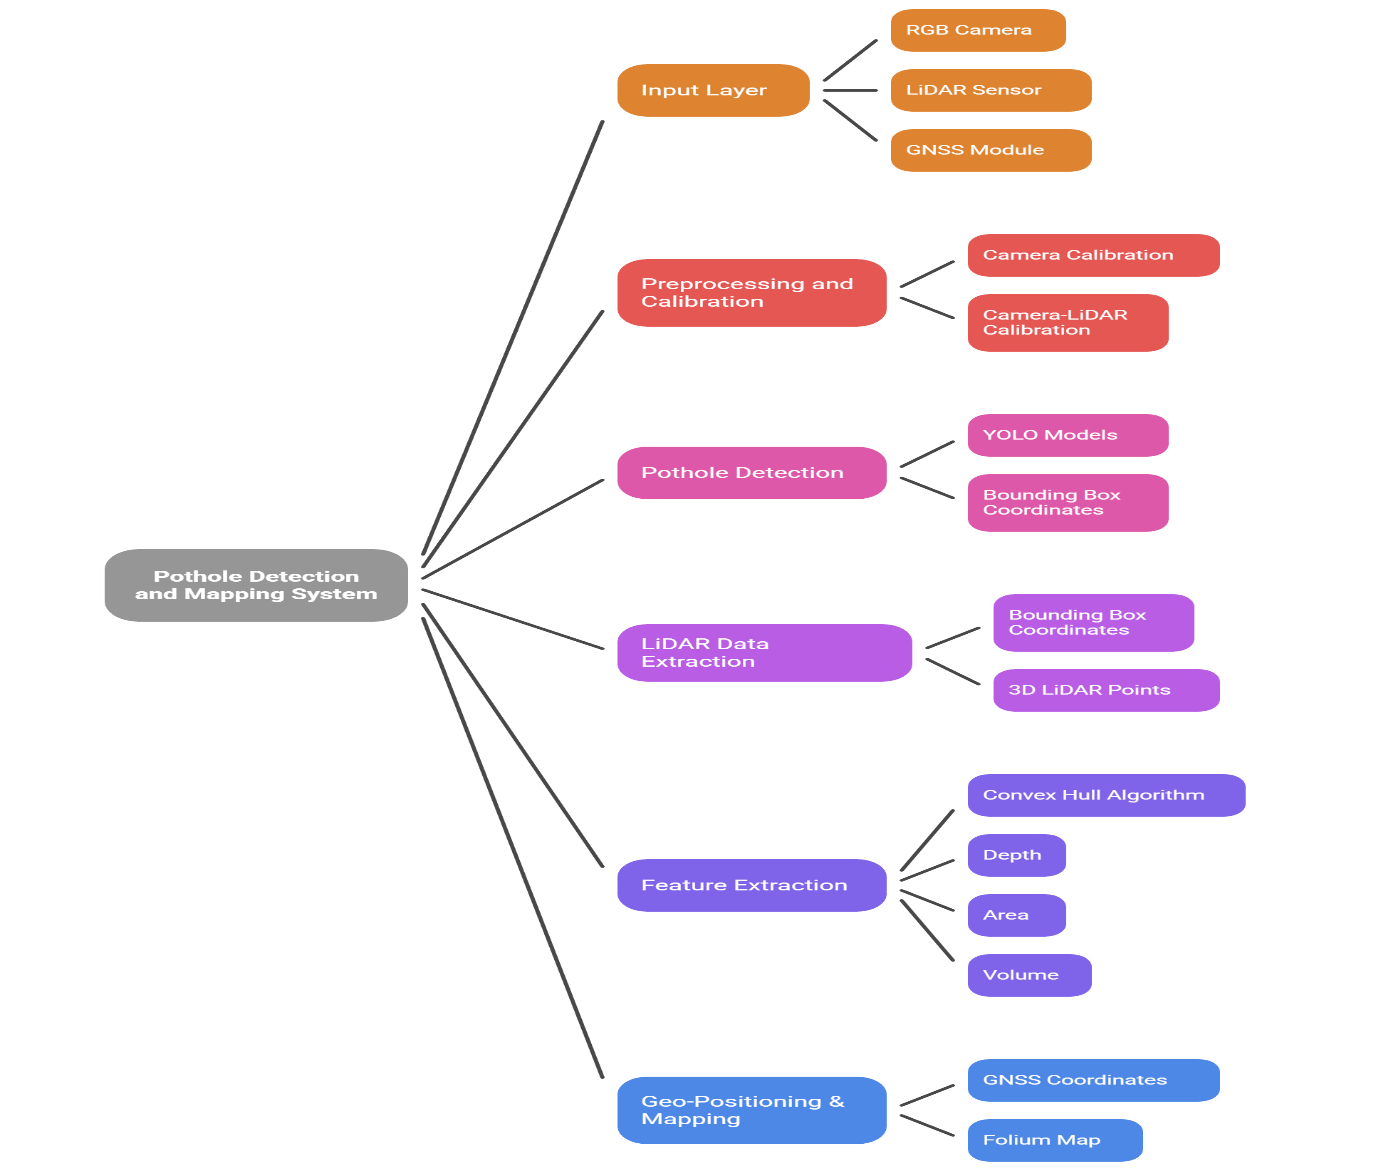 Pothole Detection
and Mapping System
Input Layer
RGB Camera
LiDAR Sensor
GNSS Module
Preprocessing and
Calibration
Camera Calibration
Camera-LiDAR
Calibration
Pothole Detection
YOLO Models
Bounding Box
Coordinates
LiDAR Data
Extraction
Bounding Box
Coordinates
3D LiDAR Points
Feature Extraction
Convex Hull Algorithm
Depth
Area
Volume
Geo-Positioning &
Mapping
GNSS Coordinates
Folium Map